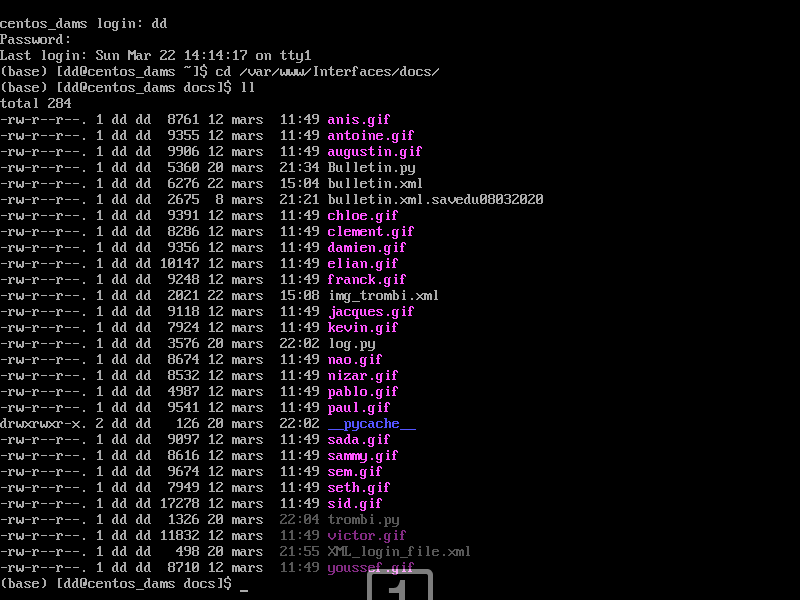 centos_dams login: dd
Password:
Last login: Sun Mar 22 14:14:17 on tty1
(base) [dd@centos_dams ~]$ cd /var/www/Interfaces/docs/
(base) [dd@centos_dams docs]$ ll
total 284
-rw-r--r--. 1 dd dd  8761 12 mars  11:49 anis.gif
-rw-r--r--. 1 dd dd  9355 12 mars  11:49 antoine.gif
-rw-r--r--. 1 dd dd  9906 12 mars  11:49 augustin.gif
-rw-r--r--. 1 dd dd  5360 20 mars  21:34 Bulletin.py
-rw-r--r--. 1 dd dd  6276 22 mars  15:04 bulletin.xml
-rw-r--r--. 1 dd dd  2675  8 mars  21:21 bulletin.xml.savedu08032020
-rw-r--r--. 1 dd dd  9391 12 mars  11:49 chloe.gif
-rw-r--r--. 1 dd dd  8286 12 mars  11:49 clement.gif
-rw-r--r--. 1 dd dd  9356 12 mars  11:49 damien.gif
-rw-r--r--. 1 dd dd 10147 12 mars  11:49 elian.gif
-rw-r--r--. 1 dd dd  9248 12 mars  11:49 franck.gif
-rw-r--r--. 1 dd dd  2021 22 mars  15:08 img_trombi.xml
-rw-r--r--. 1 dd dd  9118 12 mars  11:49 jacques.gif
-rw-r--r--. 1 dd dd  7924 12 mars  11:49 kevin.gif
-rw-r--r--. 1 dd dd  3576 20 mars  22:02 log.py
-rw-r--r--. 1 dd dd  8674 12 mars  11:49 nao.gif
-rw-r--r--. 1 dd dd  8532 12 mars  11:49 nizar.gif
-rw-r--r--. 1 dd dd  4987 12 mars  11:49 pablo.gif
-rw-r--r--. 1 dd dd  9541 12 mars  11:49 paul.gif
drwxrwxr-x. 2 dd dd   126 20 mars  22:02 __pycache__
-rw-r--r--. 1 dd dd  9097 12 mars  11:49 sada.gif
-rw-r--r--. 1 dd dd  8616 12 mars  11:49 sammy.gif
-rw-r--r--. 1 dd dd  9674 12 mars  11:49 sem.gif
-rw-r--r--. 1 dd dd  7949 12 mars  11:49 seth.gif
-rw-r--r--. 1 dd dd 17278 12 mars  11:49 sid.gif
-rw-r--r--. 1 dd dd  1326 20 mars  22:04 trombi.py
-rw-r--r--. 1 dd dd 11832 12 mars  11:49 victor.gif
-rw-r--r--. 1 dd dd   498 20 mars  21:55 XML_login_file.xml
-rw-r--r--. 1 dd dd  8710 12 mars  11:49 youssef.gif
(base) [dd@centos_dams docs]$ _
1